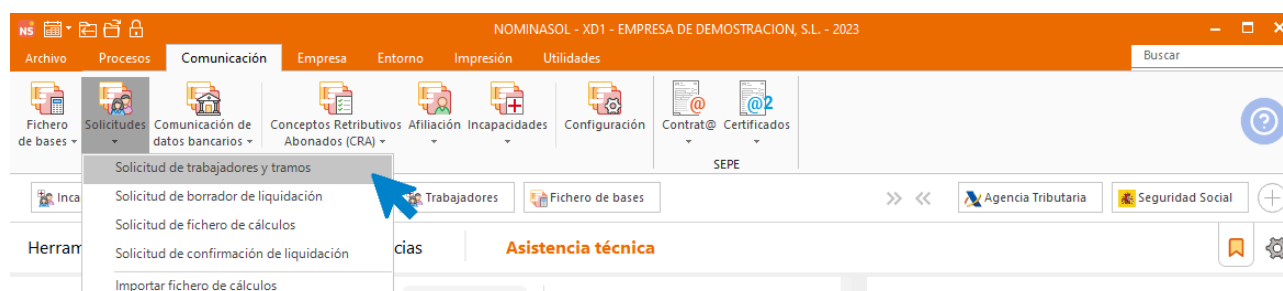 NS
NOMINASOL - XD1 - EMPRESA DE DEMOSTRACION, S.L. - 2023
Archivo Procesos Comunicación Empresa Entorno Impresión Utilidades Buscar
Fichero de bases
Solicitudes
Comunicación de datos bancarios
Conceptos Retributivos Abonados (CRA)
Afiliación
Incapacidades
Configuración
Contrat@
@2
Certificados
SEPE
Solicitud de trabajadores y tramos
Solicitud de borrador de liquidación
Solicitud de fichero de cálculos
Solicitud de confirmación de liquidación
Importar fichero de cálculos
Inca Trabajadores Fichero de bases Agencia Tributaria Seguridad Social
Herram cias Asistencia técnica